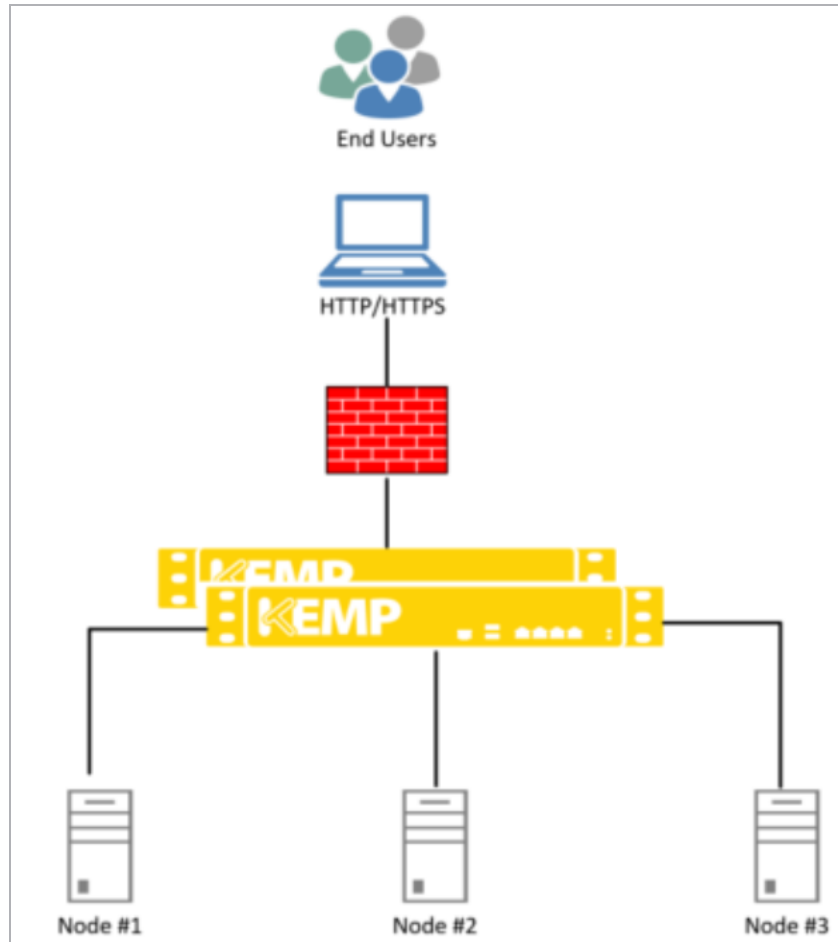 End Users
HTTP/HTTPS
KEMP
KEMP
Node #1
Node #2
Node #3